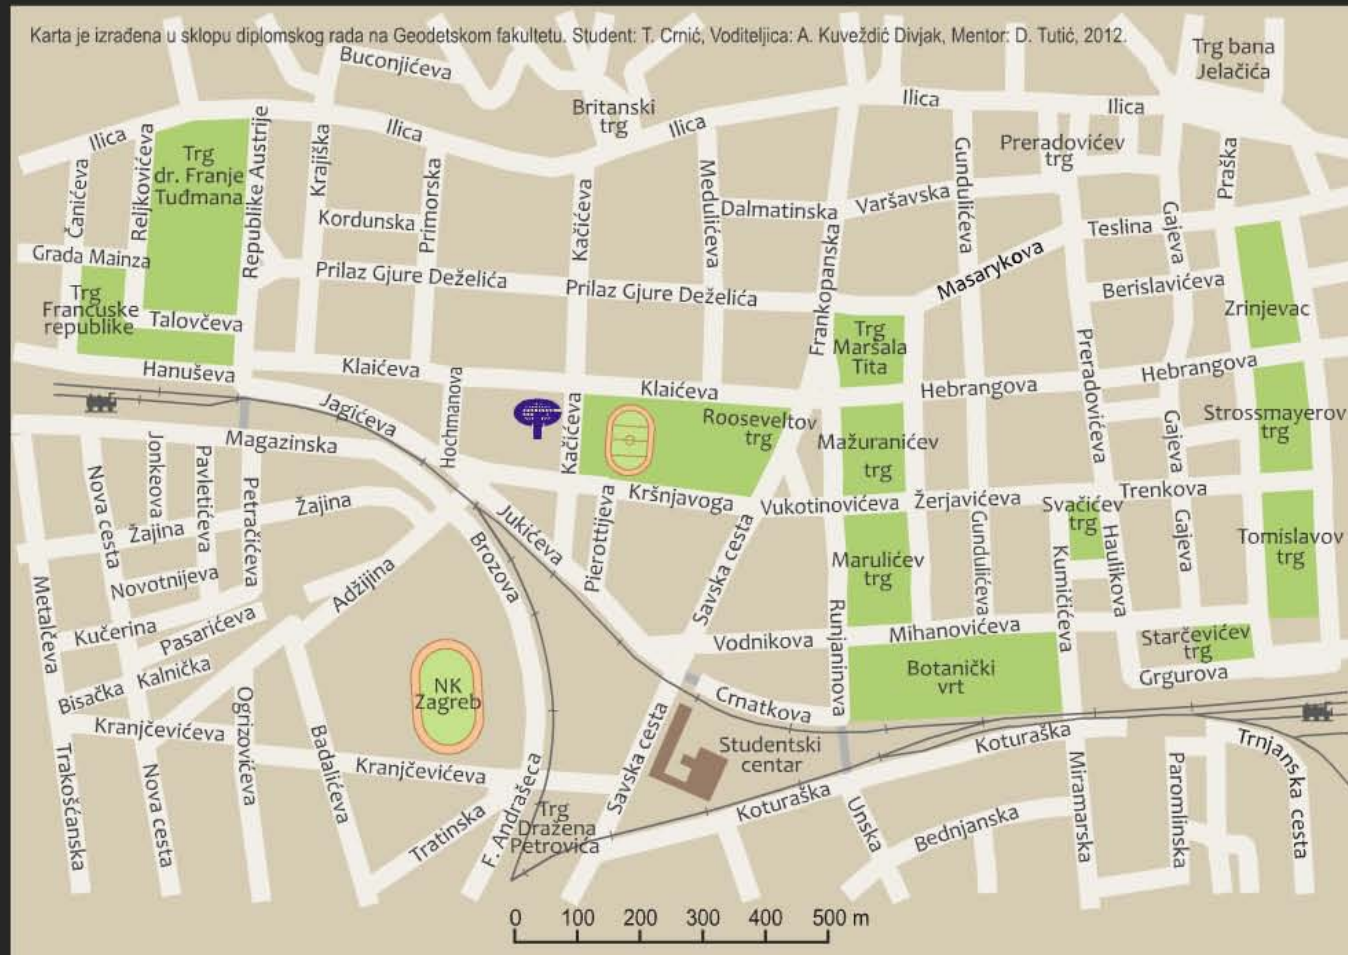 Karta je izrađena u sklopu diplomskog rada na Geodetskom fakultetu. Student: T. Crnić, Voditeljica: A. Kuveždić Divjak, Mentor: D. Tutić, 2012.
Buconjićeva
Trg bana
Jelačića
Britanski
trg
Ilica
Ilica
Ilica
Ilica
Ilica
Preradovićev
trg
Čanićeva
Reljkovićeva
Trg
dr. Franje
Tuđmana
Republike Austrije
Krajiška
Primorska
Kordunska
Kačićeva
Medulićeva
Dalmatinska
Varšavska
Frankopanska
Gundulićeva
Masarykova
Teslina
Gajeva
Praška
Grada Mainza
Prilaz Gjure Deželića
Prilaz Gjure Deželića
Berislavićeva
Zrinjevac
Trg
Francuske
republike
Talovčeva
Trg
Maršala
Tita
Preradovićeva
Hanuševa
Klaićeva
Klaićeva
Hebrangova
Hebrangova
Jagićeva
Hochmanova
Kačićeva
Rooseveltov
trg
Mažuranićev
trg
Gajeva
Strossmayerov
trg
Magazinska
Jonkeova
Pavletićeva
Petračićeva
Nova cesta
Žajina
Žajina
Kršnjavoga
Vukotinovićeva
Žerjavićeva
Trenkova
Svačićev
trg
Jukićeva
Pierottijeva
Savska cesta
Marulićev
trg
Gundulićeva
Kumičićeva
Haulikova
Gajeva
Tomislavov
trg
Brozova
Novotnijeva
Adžijina
Metalčeva
Kučerina
Pasarićeva
Kalnička
Bisačka
Runjaninova
Vodnikova
Mihanovićeva
Starčevićev
trg
Grgurova
Botanički
vrt
NK
Zagreb
Crnatkova
Kranjčevićeva
Ogrizovićeva
Badalićeva
Kranjčevićeva
Savska cesta
Studentski
centar
Koturaška
Koturaška
Trakošćanska
Nova cesta
Tratinska
F. Andrašeca
Trg
Dražena
Petrovića
Unska
Bednjanska
Miramarska
Paromlinska
Trnjanska cesta
0 100 200 300 400 500 m